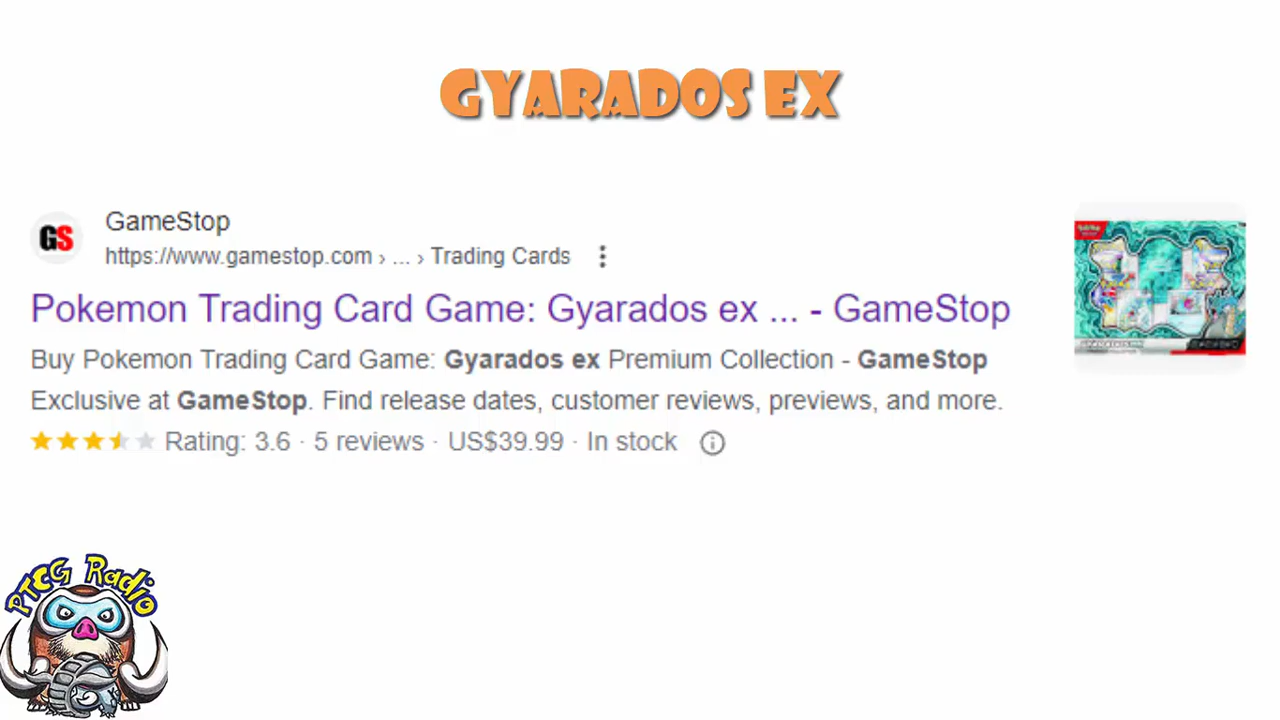 GYARADOS EX
GameStop
GS
https://www.gamestop.com › ... › Trading Cards
Pokemon Trading Card Game: Gyarados ex ... - GameStop
Buy Pokemon Trading Card Game: Gyarados ex Premium Collection - GameStop
Exclusive at GameStop. Find release dates, customer reviews, previews, and more.
Rating: 3.6 · 5 reviews · US$39.99 · In stock
PTCG Radio